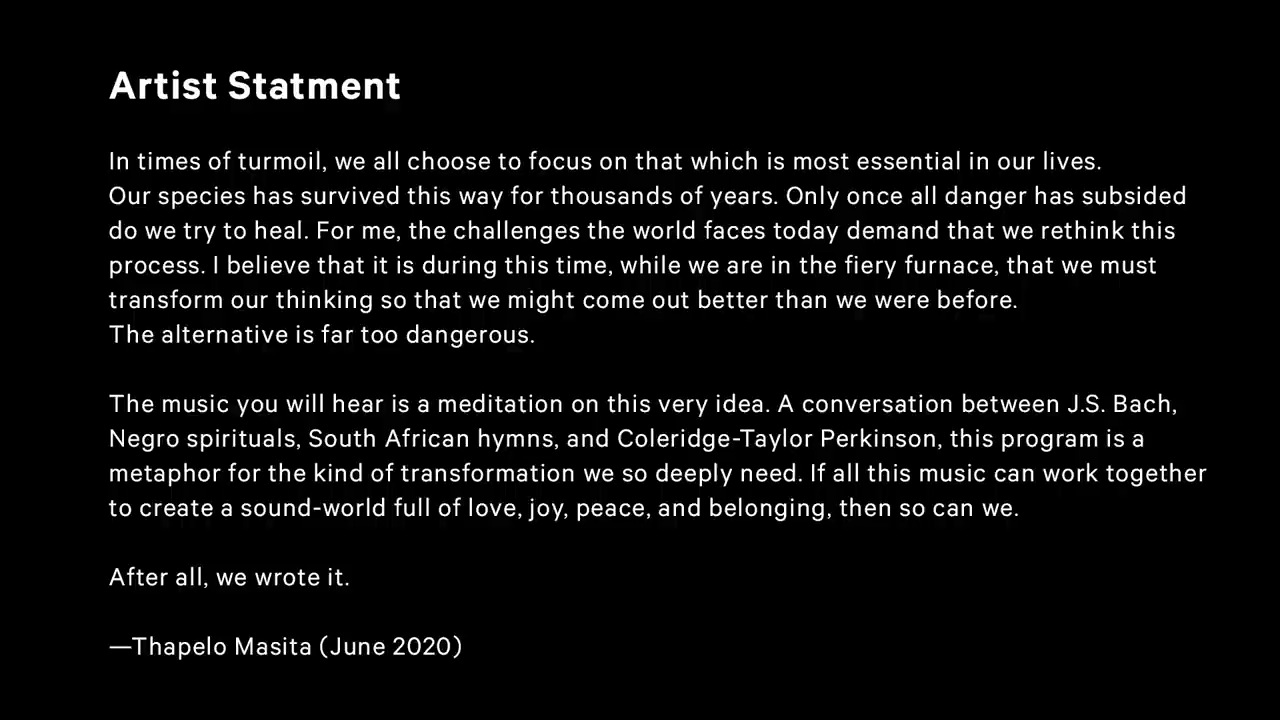 Artist Statment
In times of turmoil, we all choose to focus on that which is most essential in our lives.
Our species has survived this way for thousands of years. Only once all danger has subsided
do we try to heal. For me, the challenges the world faces today demand that we rethink this
process. I believe that it is during this time, while we are in the fiery furnace, that we must
transform our thinking so that we might come out better than we were before.
The alternative is far too dangerous.
The music you will hear is a meditation on this very idea. A conversation between J.S. Bach,
Negro spirituals, South African hymns, and Coleridge-Taylor Perkinson, this program is a
metaphor for the kind of transformation we so deeply need. If all this music can work together
to create a sound-world full of love, joy, peace, and belonging, then so can we.
After all, we wrote it.
—Thapelo Masita (June 2020)